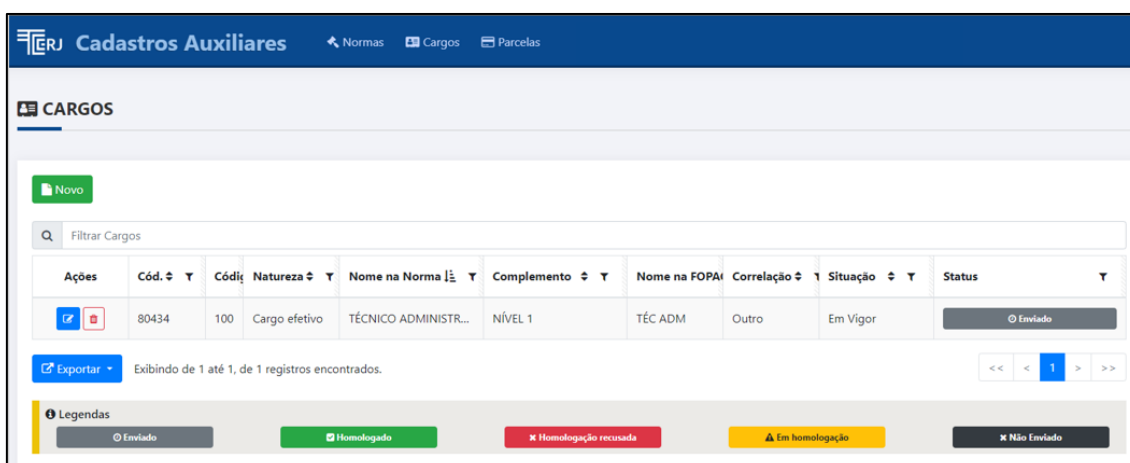 TCERJ Cadastros Auxiliares Normas Cargos Parcelas
CARGOS
Novo
Filtrar Cargos
Ações Cód. Códig Natureza Nome na Norma Complemento Nome na FOPAG Correlação Situação Status
80434 100 Cargo efetivo TÉCNICO ADMINISTR... NÍVEL 1 TÉC ADM Outro Em Vigor Enviado
Exportar Exibindo de 1 até 1, de 1 registros encontrados. << < 1 > >>
Legendas
Enviado Homologado Homologação recusada Em homologação Não Enviado